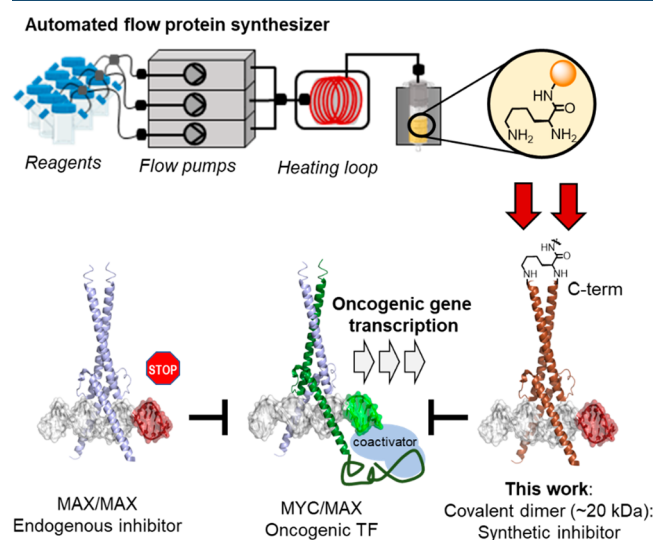 Automated flow protein synthesizer
HN
O
NH2
NH2
Reagents
Flow pumps
Heating loop
HN
O
NH
NH
C-term
Oncogenic gene
transcription
STOP
coactivator
MAX/MAX
Endogenous inhibitor
MYC/MAX
Oncogenic TF
This work:
Covalent dimer (~20 kDa):
Synthetic inhibitor